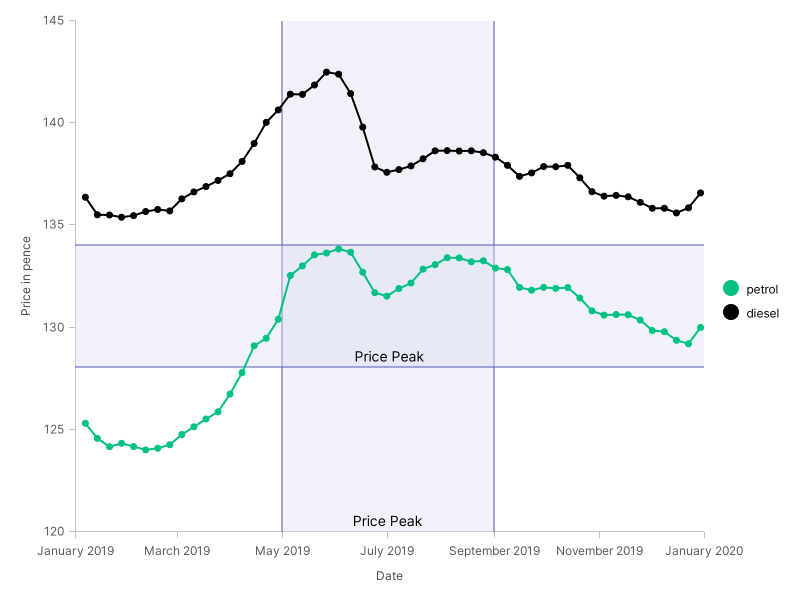 145
140
135
130
125
120
Price in pence
Price Peak
Price Peak
January 2019
March 2019
May 2019
July 2019
September 2019
November 2019
January 2020
Date
petrol
diesel